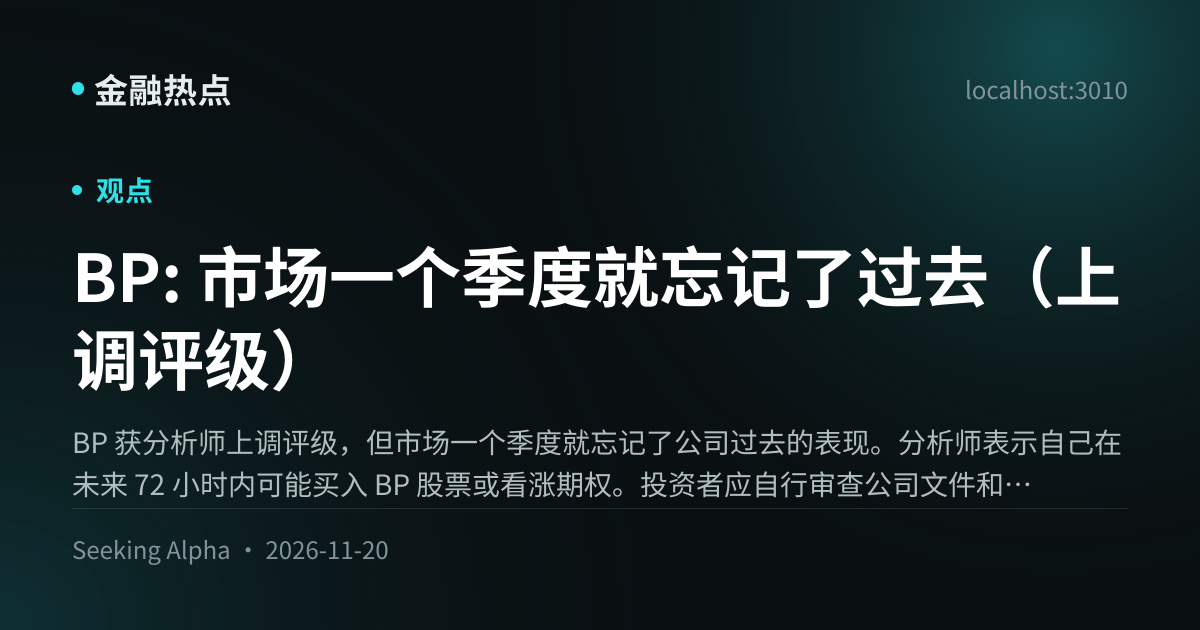 金融热点
localhost:3010
观点
BP: 市场一个季度就忘记了过去（上
调评级）
BP 获分析师上调评级，但市场一个季度就忘记了公司过去的表现。分析师表示自己在
未来 72 小时内可能买入 BP 股票或看涨期权。投资者应自行审查公司文件和…
Seeking Alpha · 2026-11-20